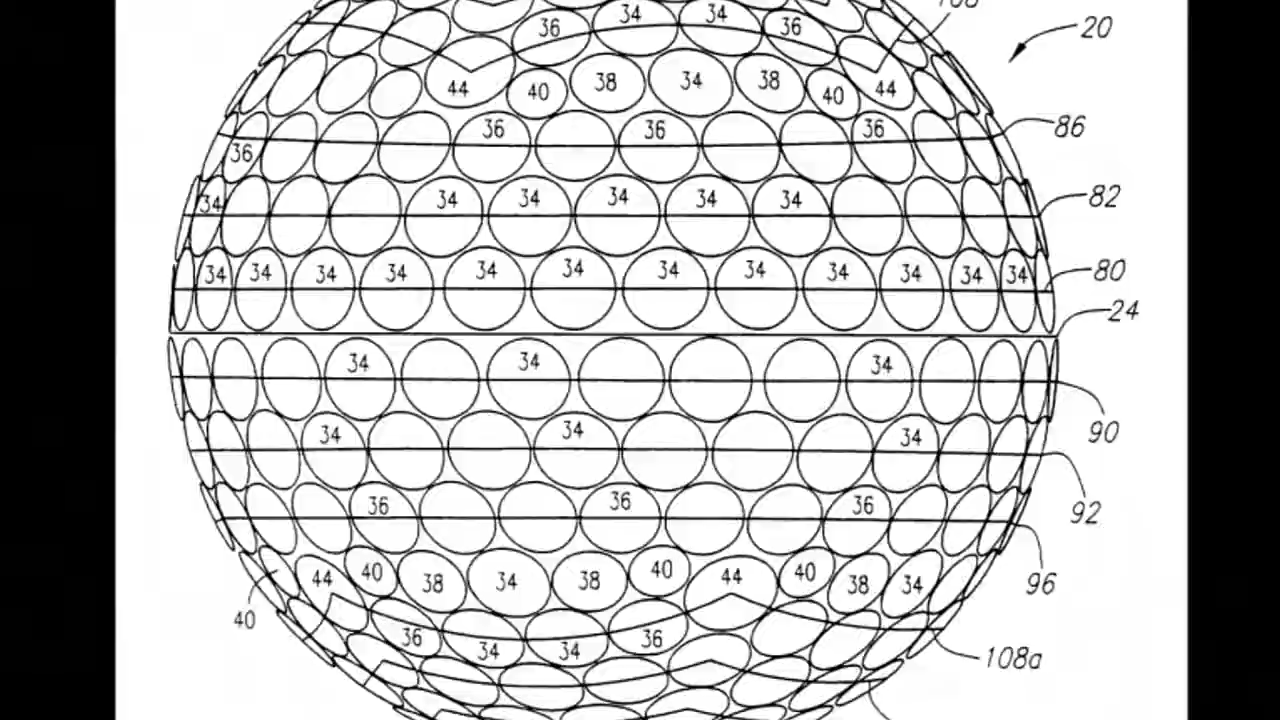 34 34 108
36 36 20
44 40 38 34 38 40 44
36 36 36 86
36
34 34 34 34 34 34 82
34 34 34 34 34 34 34 34 34 34 34 34 80
24
34 34 34
90
34 34 34
92
36 36 36
96
44 40 38 34 38 40 44 40 38 34
40
36 34 34 36
108a